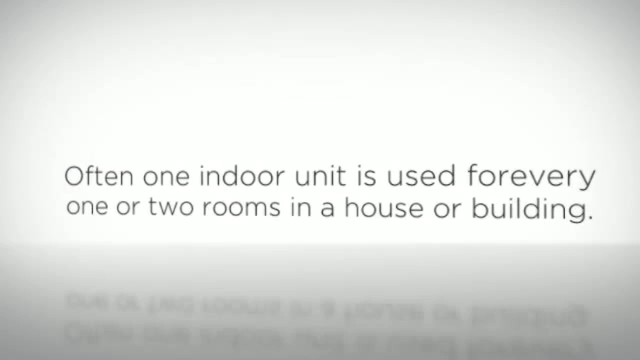 Often one indoor unit is used forevery
one or two rooms in a house or building.